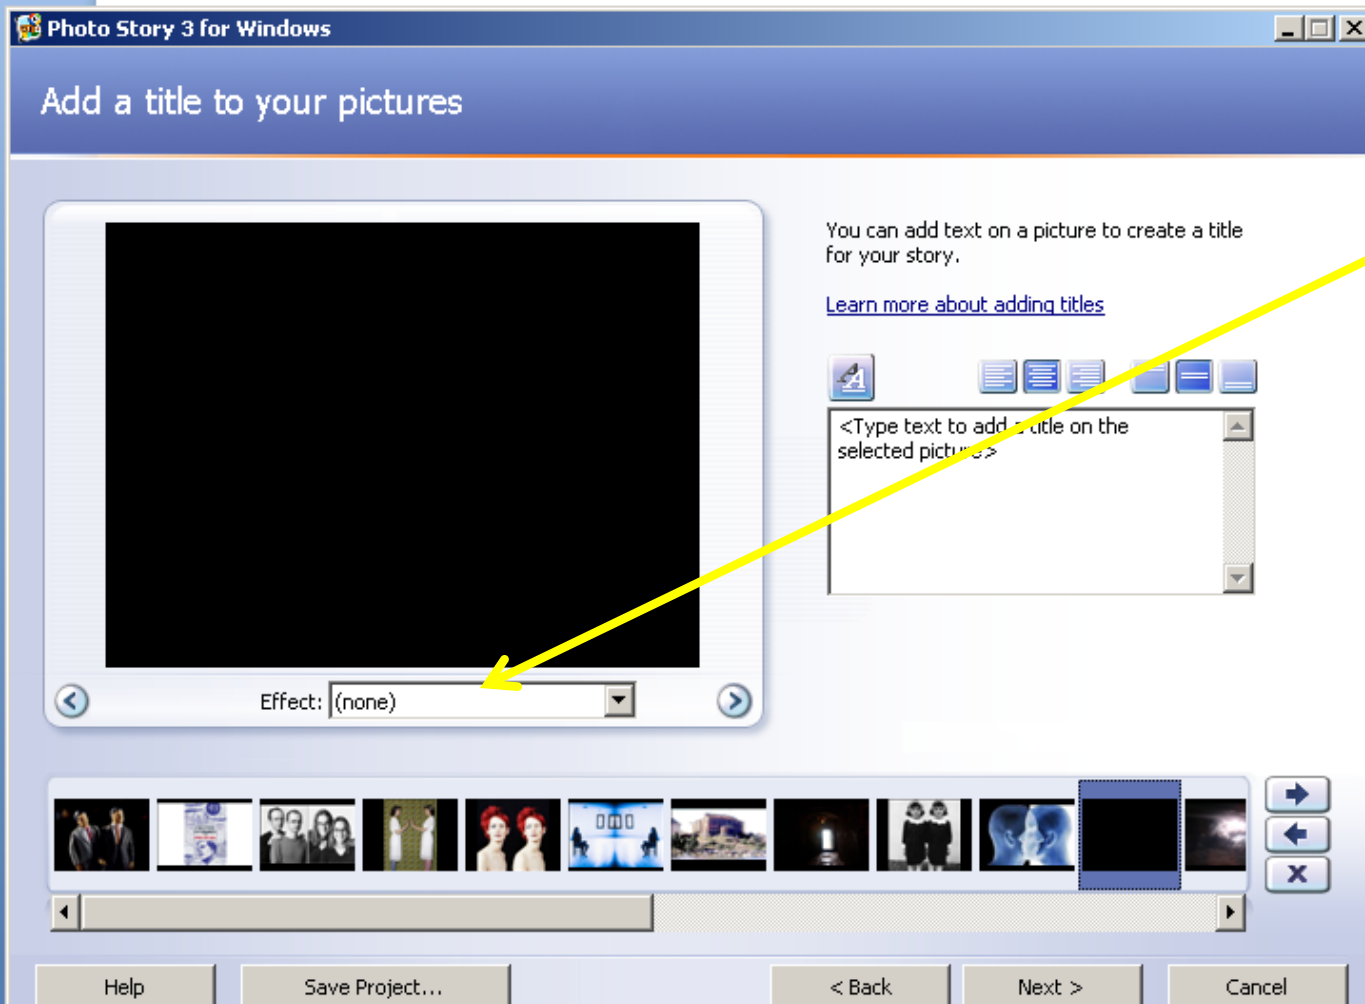 Photo Story 3 for Windows
Add a title to your pictures
You can add text on a picture to create a title
for your story.
Learn more about adding titles
A
<Type text to add a title on the
selected picture>
Effect: (none)
Help
Save Project...
< Back
Next >
Cancel